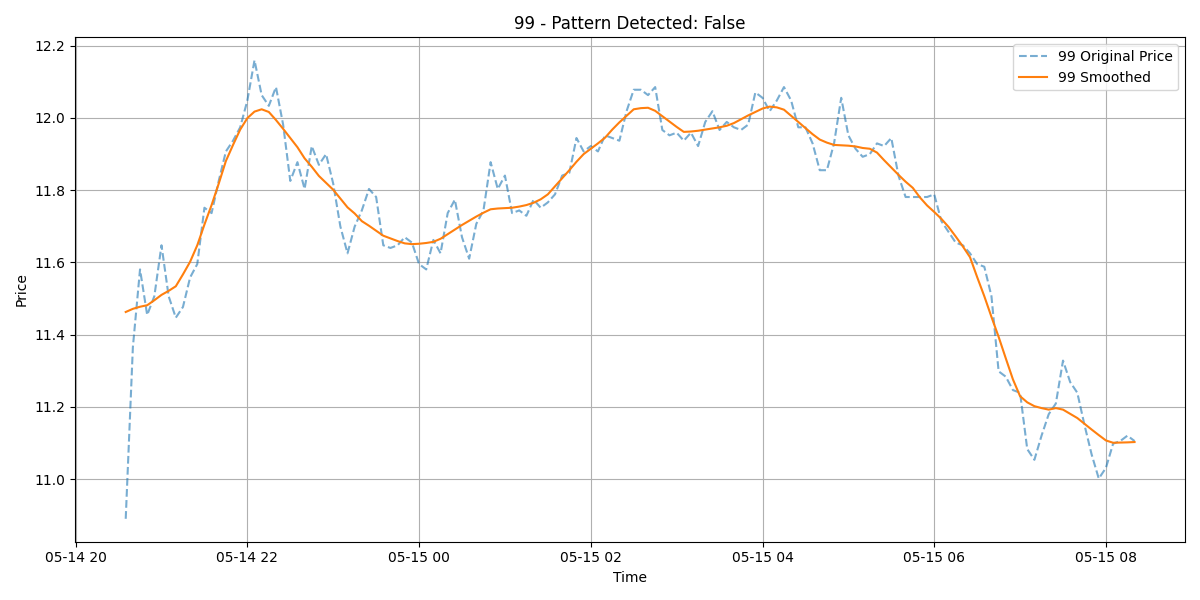 99 - Pattern Detected: False
99 Original Price
99 Smoothed
12.2
12.0
11.8
11.6
11.4
11.2
11.0
Price
05-14 20
05-14 22
05-15 00
05-15 02
05-15 04
05-15 06
05-15 08
Time